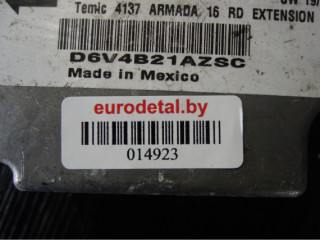 Temic 4137 ARMADA 16 RD EXTENSION
D6V4B21AZSC
Made in Mexico
eurodetal.by
014923